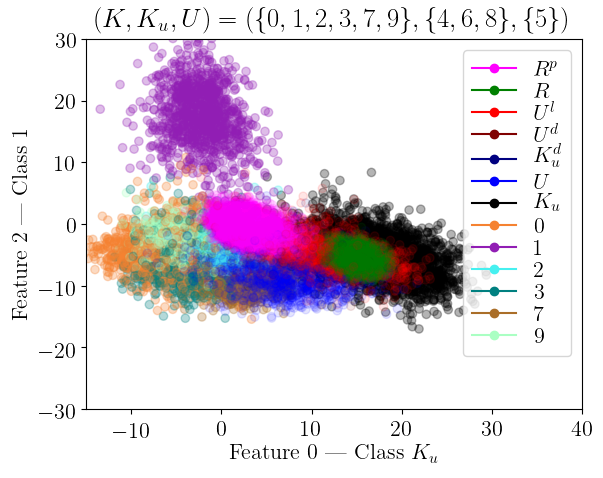 (K, K_u, U) = ({0, 1, 2, 3, 7, 9}, {4, 6, 8}, {5})
30
20
10
0
−10
−20
−30
Feature 2 — Class 1
−10 0 10 20 30 40
Feature 0 — Class K_u
R^p
R
U^l
U^d
K_u^d
U
K_u
0
1
2
3
7
9